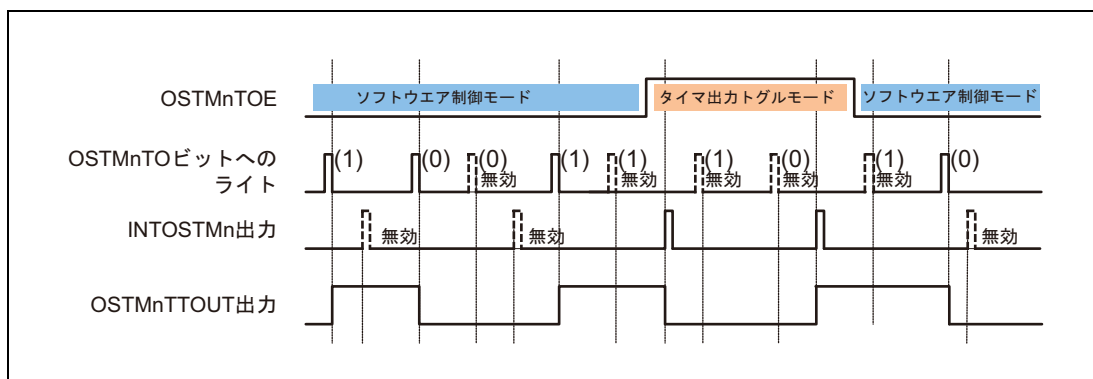 OSTMnTOE
ソフトウエア制御モード
タイマ出力トグルモード
ソフトウエア制御モード
OSTMnTOビットへの
ライト
(1)
(0)
(0)
無効
(1)
(1)
無効
(1)
無効
(0)
無効
(1)
無効
(0)
INTOSTMn出力
無効
無効
無効
OSTMnTTOUT出力